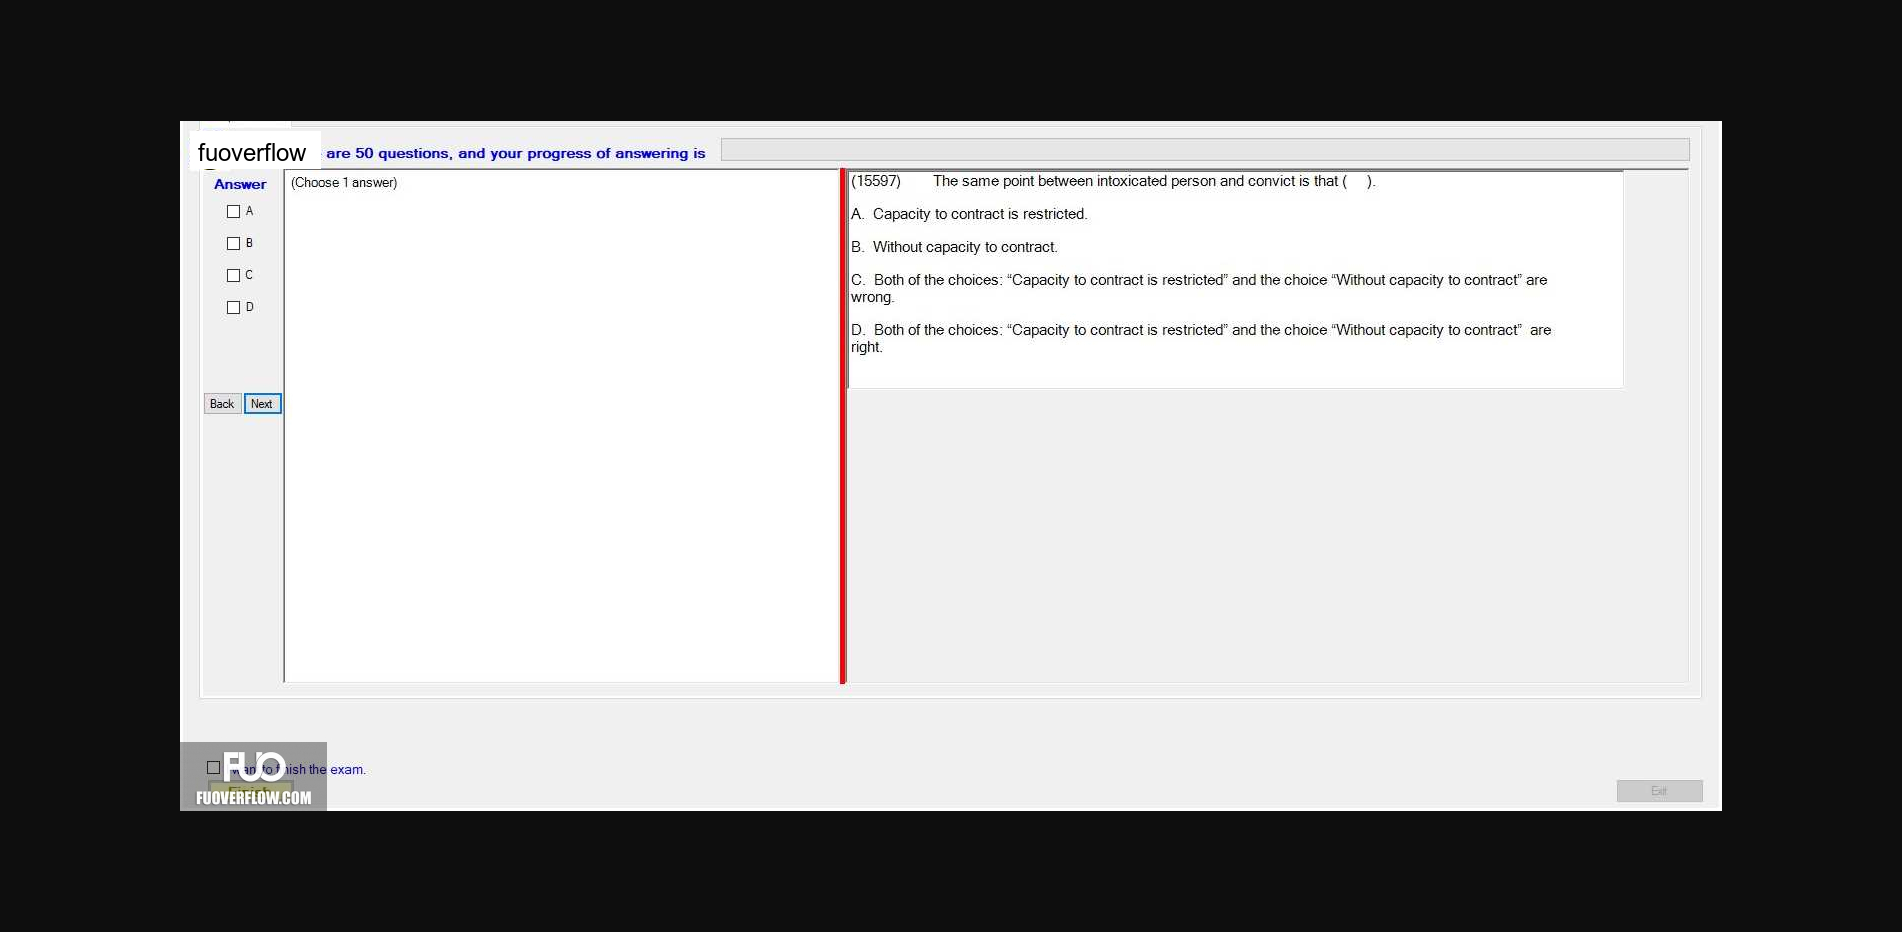 fuoverflow are 50 questions, and your progress of answering is
Answer
A
B
C
D
Back Next
(Choose 1 answer)
(15597) The same point between intoxicated person and convict is that ( ).
A. Capacity to contract is restricted.
B. Without capacity to contract.
C. Both of the choices: “Capacity to contract is restricted” and the choice “Without capacity to contract” are
wrong.
D. Both of the choices: “Capacity to contract is restricted” and the choice “Without capacity to contract” are
right.
FUO
want to finish the exam.
Finish
FUOVERFLOW.COM
Exit